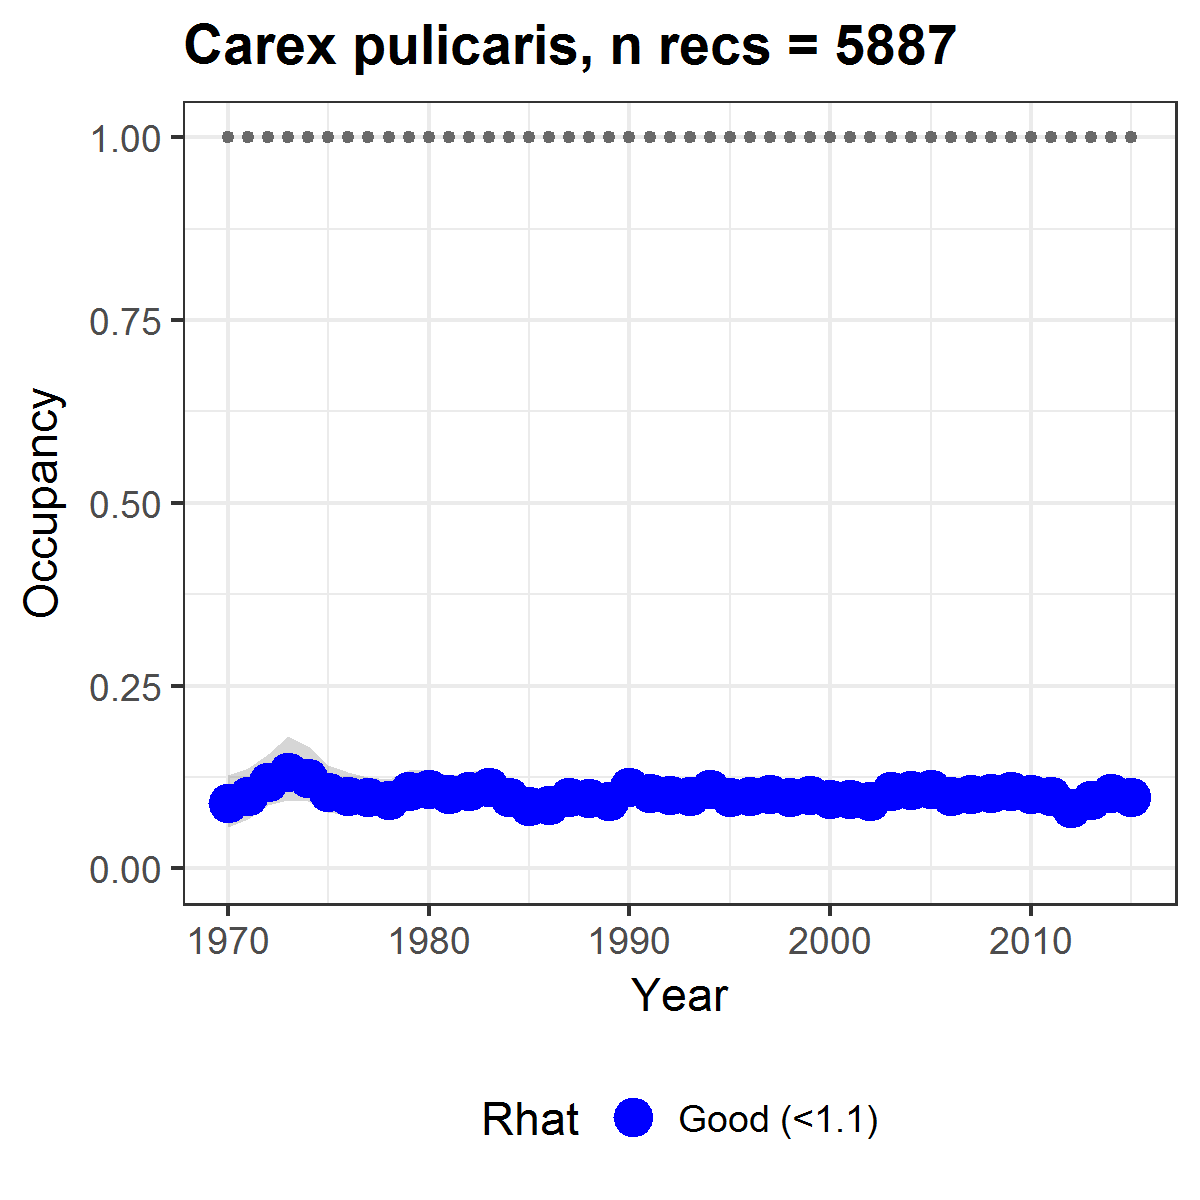 Carex pulicaris, n recs = 5887
1.00
0.75
0.50
0.25
0.00
Occupancy
1970 1980 1990 2000 2010
Year
Rhat Good (<1.1)